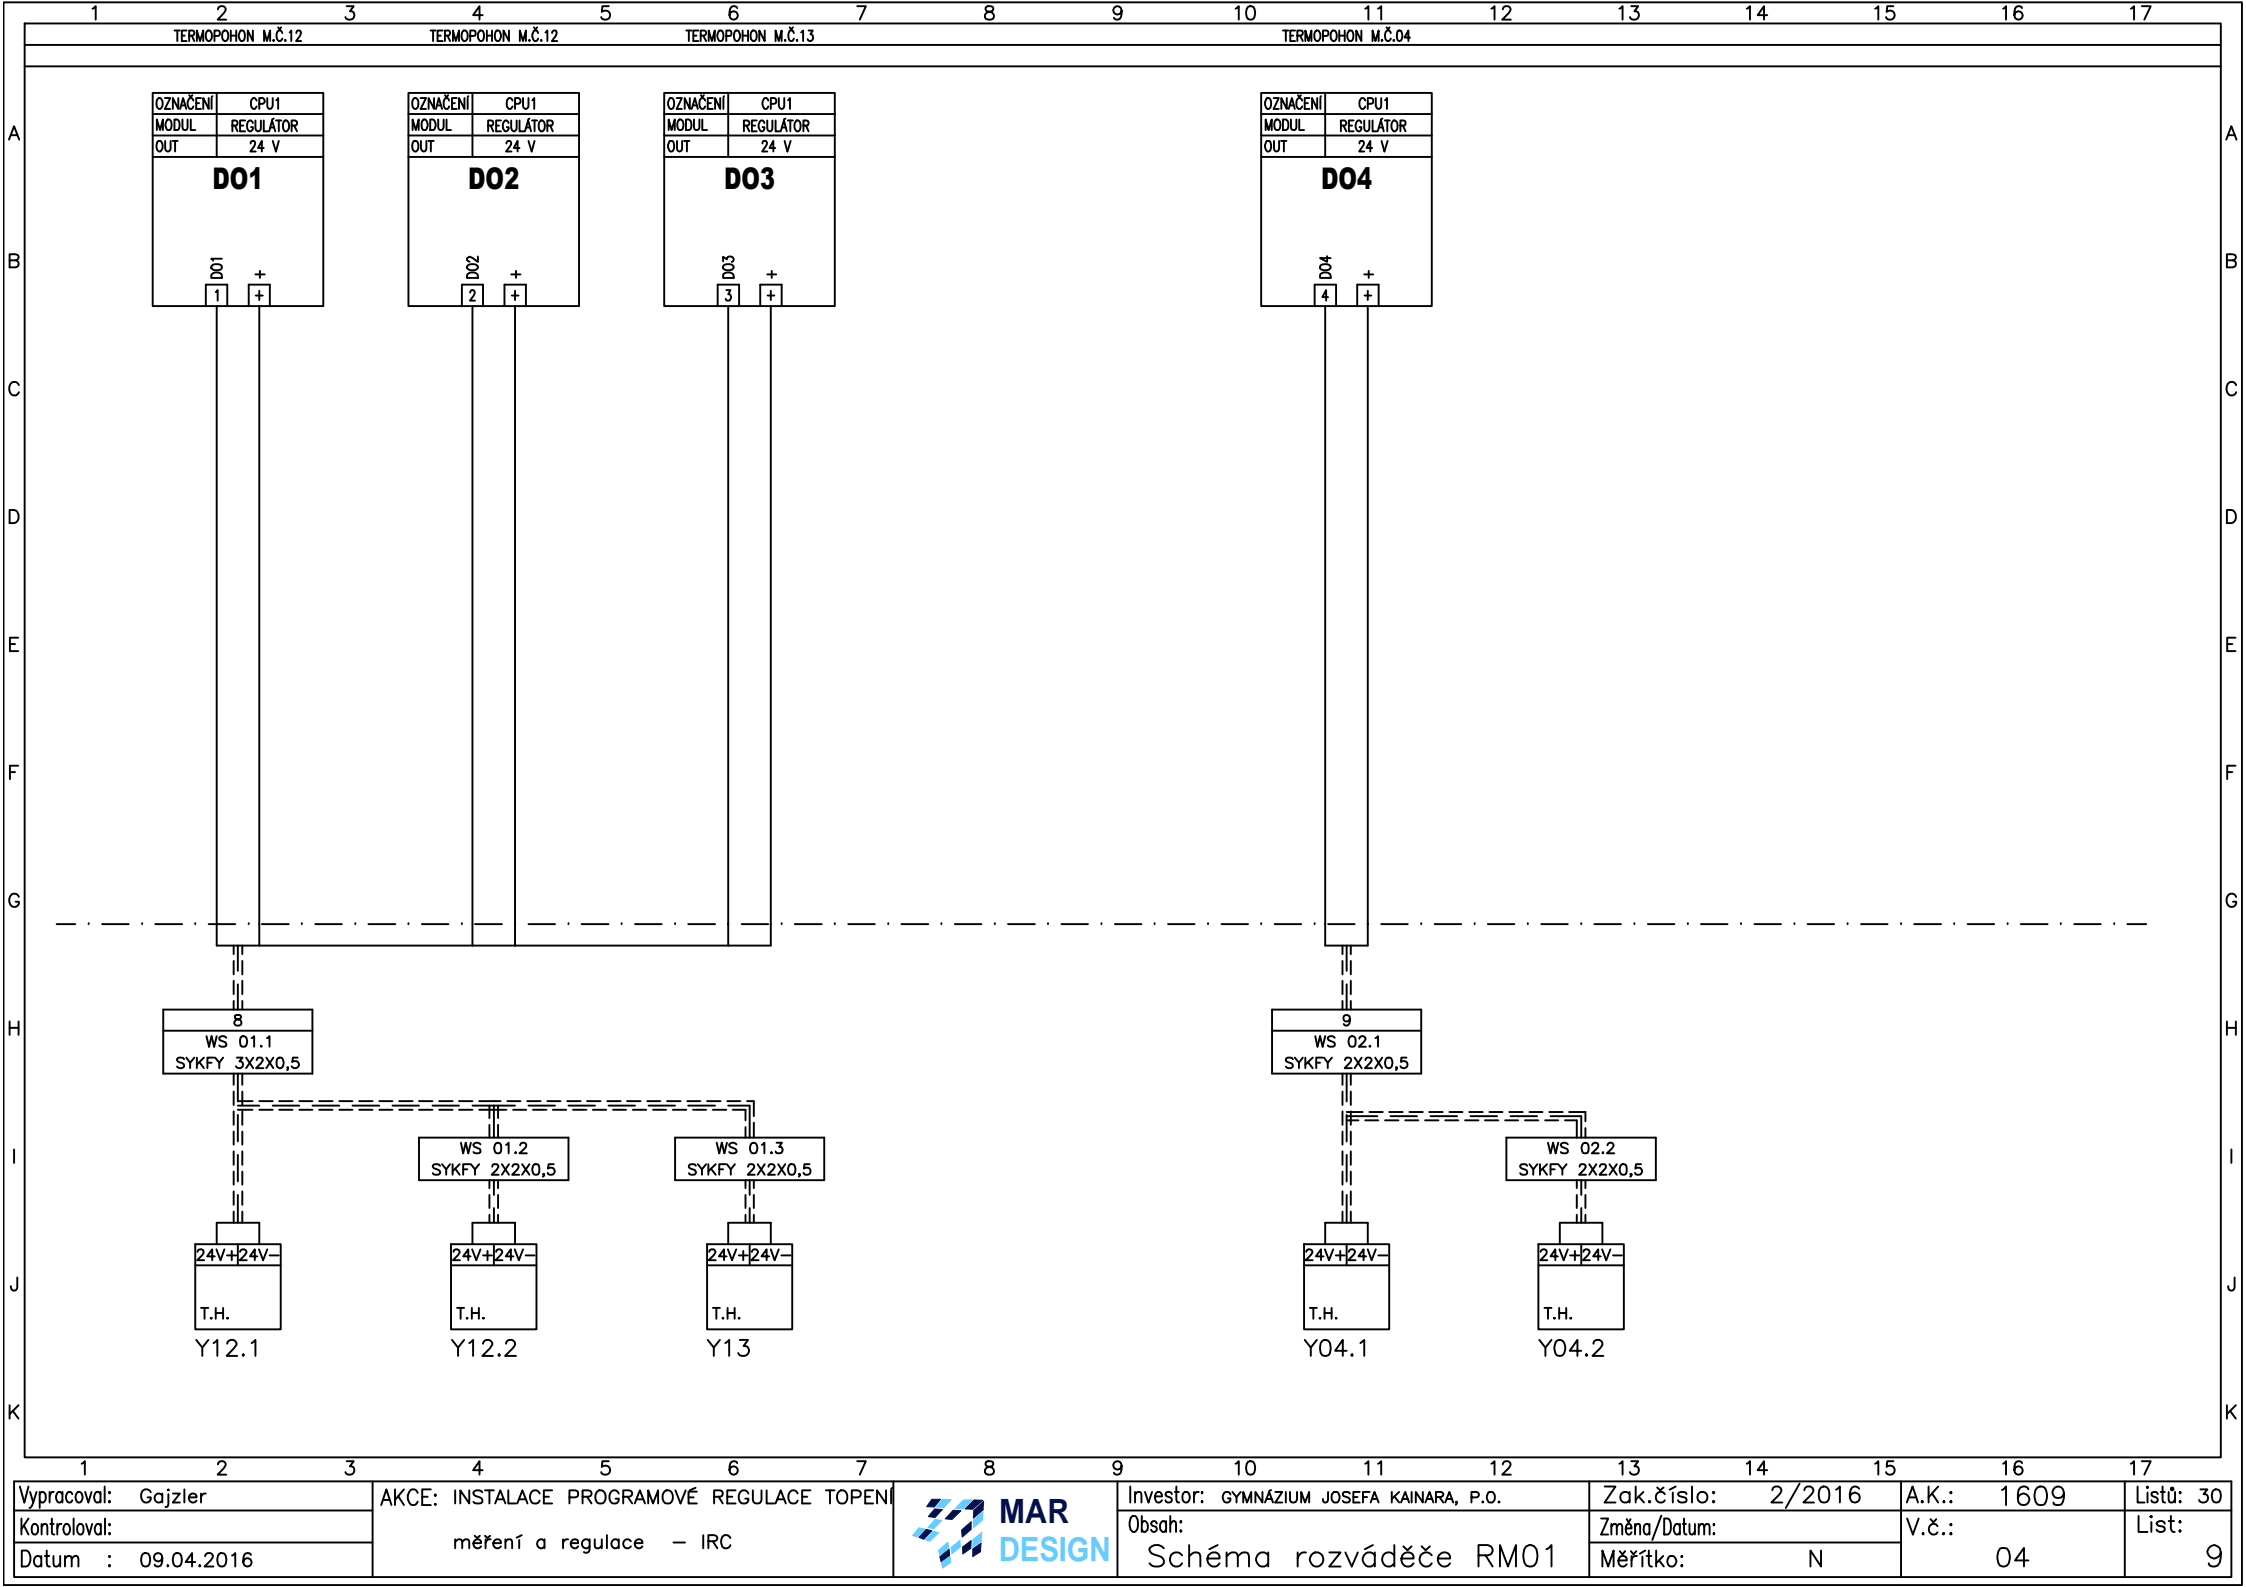 1 2 3 4 5 6 7 8 9 10 11 12 13 14 15 16 17
TERMOPOHON M.Č.12 TERMOPOHON M.Č.12 TERMOPOHON M.Č.13 TERMOPOHON M.Č.04
OZNAČENÍ CPU1 OZNAČENÍ CPU1 OZNAČENÍ CPU1 OZNAČENÍ CPU1
A MODUL REGULÁTOR MODUL REGULÁTOR MODUL REGULÁTOR MODUL REGULÁTOR A
OUT 24 V OUT 24 V OUT 24 V OUT 24 V
DO1 DO2 DO3 DO4
B DO1 + DO2 + DO3 + DO4 + B
1 + 2 + 3 + 4 +
C C
D D
E E
F F
G G
8 9
H WS 01.1 WS 02.1 H
SYKFY 3X2X0,5 SYKFY 2X2X0,5
I WS 01.2 WS 01.3 WS 02.2 I
SYKFY 2X2X0,5 SYKFY 2X2X0,5 SYKFY 2X2X0,5
24V+ 24V- 24V+ 24V- 24V+ 24V- 24V+ 24V- 24V+ 24V-
J J
T.H. T.H. T.H. T.H. T.H.
Y12.1 Y12.2 Y13 Y04.1 Y04.2
K K
1 2 3 4 5 6 7 8 9 10 11 12 13 14 15 16 17
Vypracoval: Gajzler
Kontroloval:
Datum : 09.04.2016
AKCE: INSTALACE PROGRAMOVÉ REGULACE TOPENÍ
měření a regulace – IRC
MAR
DESIGN
Investor: GYMNÁZIUM JOSEFA KAINARA, P.O.
Obsah:
Schéma rozváděče RM01
Zak.číslo: 2/2016
Změna/Datum:
Měřítko: N
A.K.: 1609
V.č.:
04
Listů: 30
List:
9